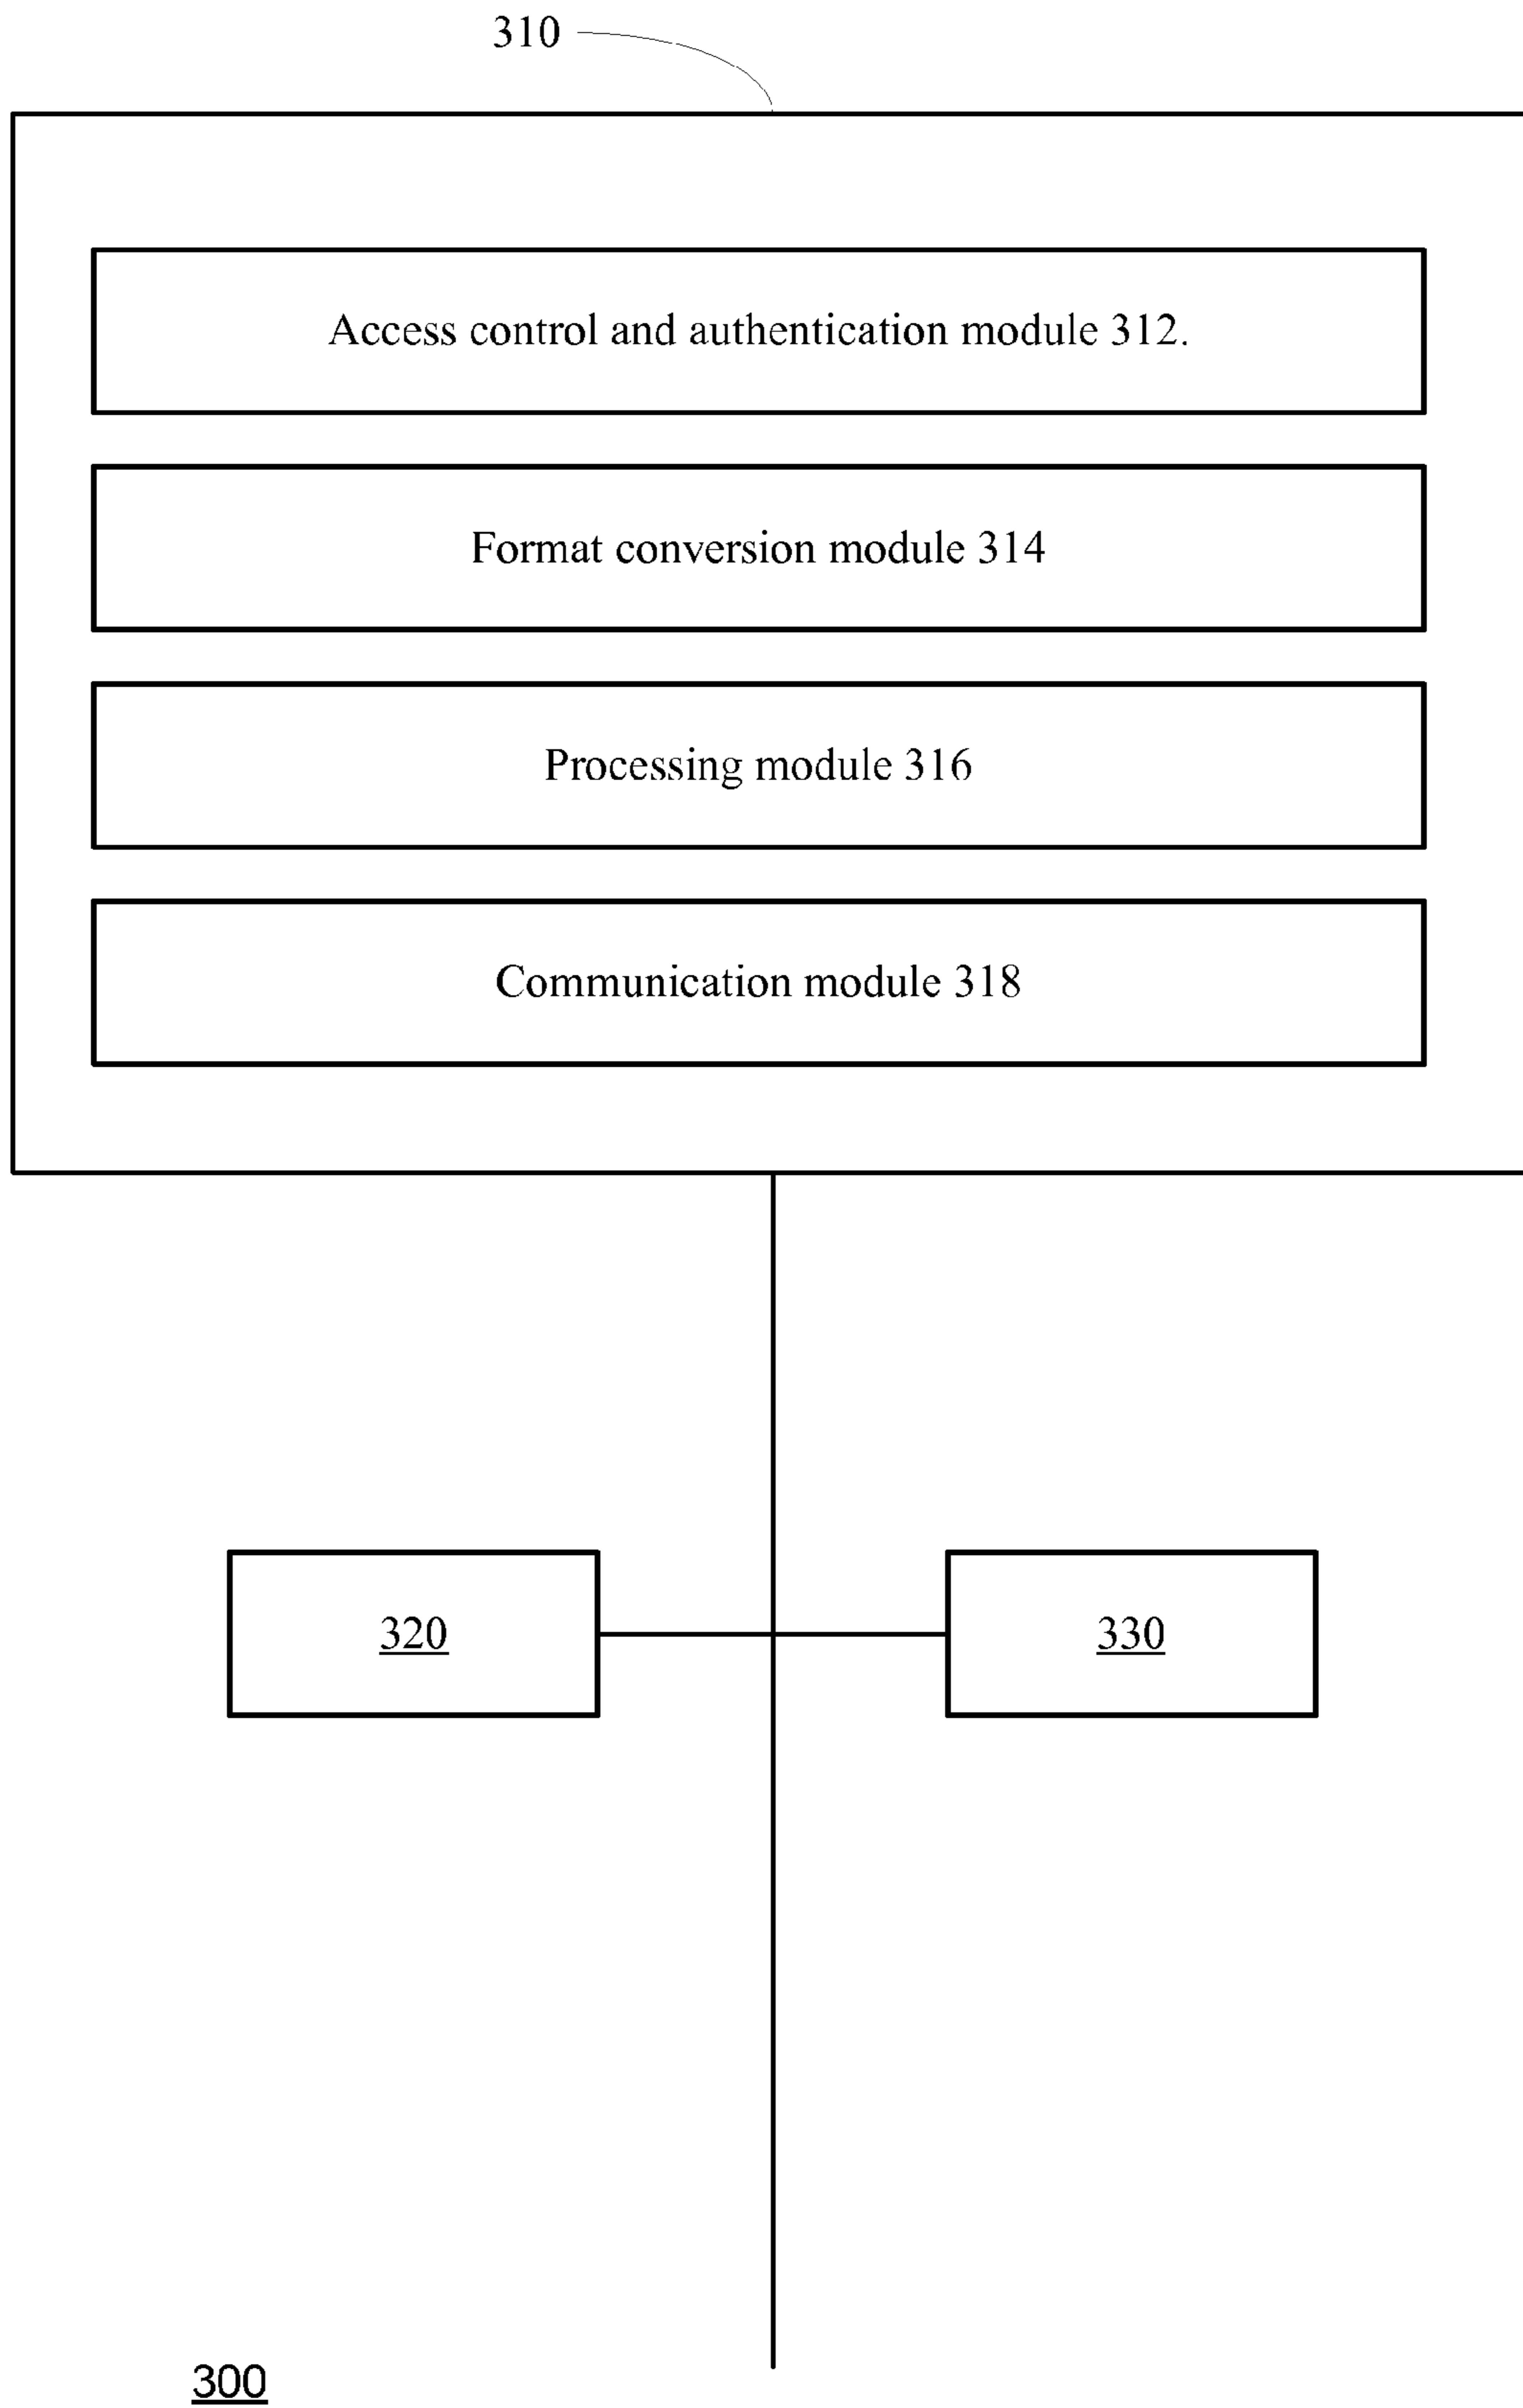 310
Access control and authentication module 312.
Format conversion module 314
Processing module 316
Communication module 318
320
330
300